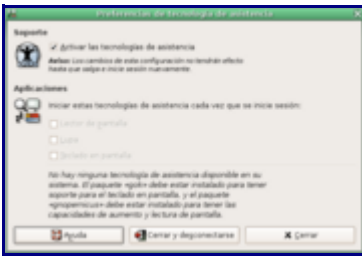 Preferencias de tecnología de asistencia
Soporte
Activar las tecnologías de asistencia
Aviso: Los cambios de esta configuración no tendrán efecto
hasta que salga e inicie sesión nuevamente.
Aplicaciones
Iniciar estas tecnologías de asistencia cada vez que se inicie sesión:
Lector de pantalla
Lupa
Teclado en pantalla
No hay ninguna tecnología de asistencia disponible en su
sistema. El paquete «gok» debe estar instalado para tener
soporte para el teclado en pantalla, y el paquete
«gnopernicus» debe estar instalado para tener las
capacidades de aumento y lectura de pantalla.
Ayuda
Cerrar y desconectarse
Cerrar